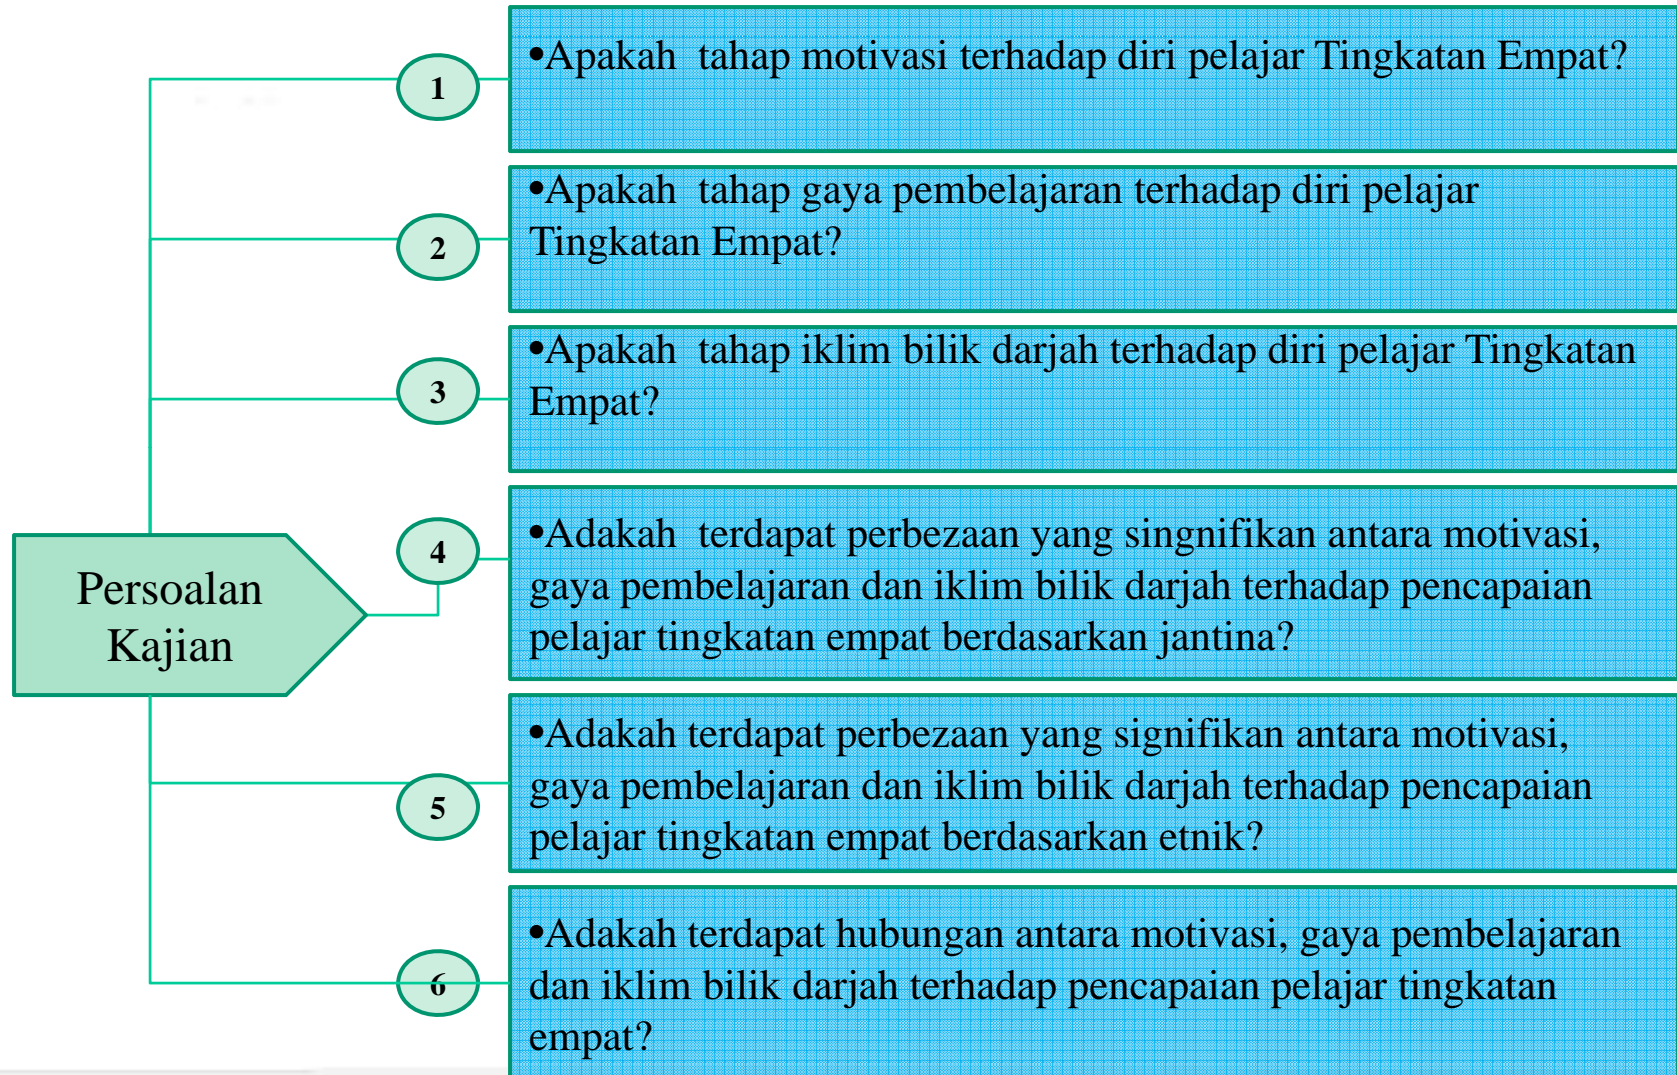 1
•Apakah  tahap motivasi terhadap diri pelajar Tingkatan Empat?
2
•Apakah  tahap gaya pembelajaran terhadap diri pelajar
Tingkatan Empat?
3
•Apakah  tahap iklim bilik darjah terhadap diri pelajar Tingkatan
Empat?
Persoalan
Kajian
4
•Adakah  terdapat perbezaan yang singnifikan antara motivasi,
gaya pembelajaran dan iklim bilik darjah terhadap pencapaian
pelajar tingkatan empat berdasarkan jantina?
5
•Adakah terdapat perbezaan yang signifikan antara motivasi,
gaya pembelajaran dan iklim bilik darjah terhadap pencapaian
pelajar tingkatan empat berdasarkan etnik?
6
•Adakah terdapat hubungan antara motivasi, gaya pembelajaran
dan iklim bilik darjah terhadap pencapaian pelajar tingkatan
empat?